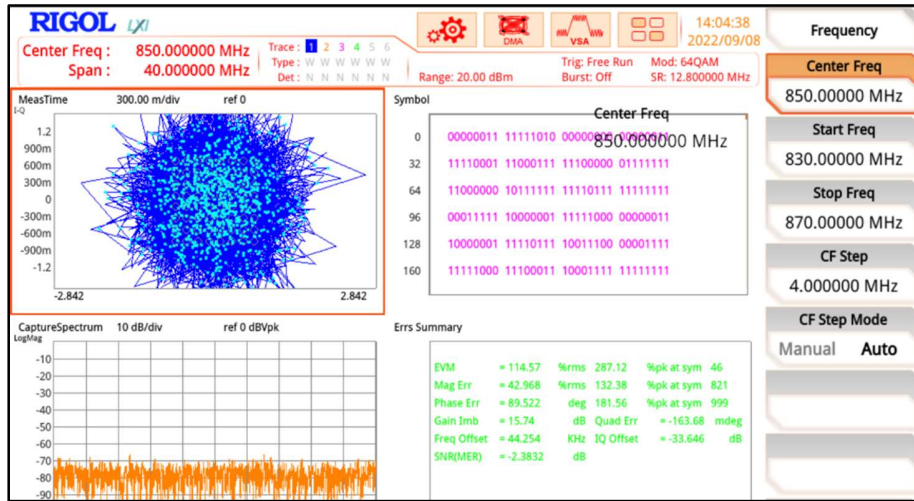 RIGOL LXI
DMA
VSA
14:04:38
2022/09/08
Center Freq : 850.000000 MHz
Span : 40.000000 MHz
Trace : 1 2 3 4 5 6
Type : W W W W W W
Det : N N N N N N
Range: 20.00 dBm
Trig: Free Run Mod: 64QAM
Burst: Off SR: 12.800000 MHz
MeasTime 300.00 m/div ref 0
I-Q
1.2
900m
600m
300m
0
-300m
-600m
-900m
-1.2
-2.842 2.842
Symbol
Center Freq
850.000000 MHz
0 00000011 11111010
32 11110001 11000111 11100000 01111111
64 11000000 10111111 11110111 11111111
96 00011111 10000001 11111000 00000011
128 10000001 11110111 10011100 00001111
160 11111000 11100011 10001111 11111111
CaptureSpectrum 10 dB/div ref 0 dBVpk
LogMag
-10
-20
-30
-40
-50
-60
-70
-80
-90
Errs Summary
EVM = 114.57 %rms 287.12 %pk at sym 46
Mag Err = 42.968 %rms 132.38 %pk at sym 821
Phase Err = 89.522 deg 181.56 %pk at sym 999
Gain Imb = 15.74 dB Quad Err = -163.68 mdeg
Freq Offset = 44.254 KHz IQ Offset = -33.646 dB
SNR(MER) = -2.3832 dB
Frequency
Center Freq
850.00000 MHz
Start Freq
830.00000 MHz
Stop Freq
870.00000 MHz
CF Step
4.000000 MHz
CF Step Mode
Manual Auto